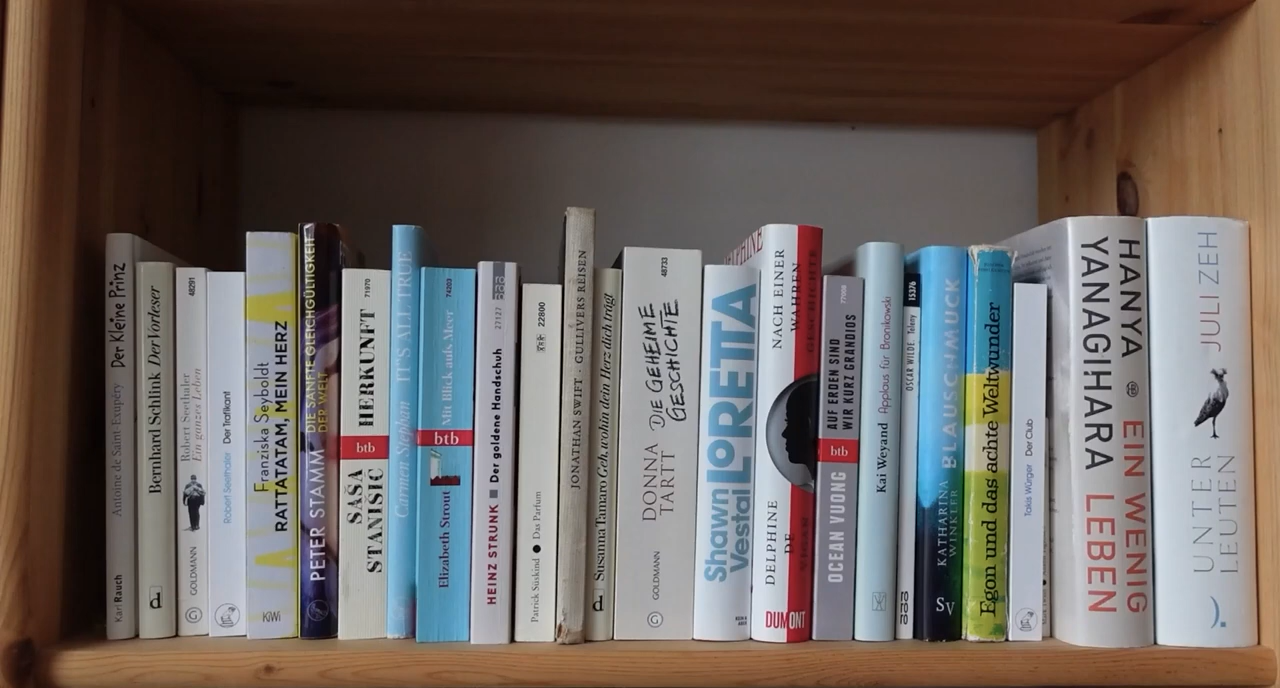 Karl Rauch Antoine de Saint-Exupéry Der Kleine Prinz
d Bernhard Schlink Der Vorleser
GOLDMANN Robert Seethaler
Ein ganzes Leben
48291
Robert Seethaler Der Trafikant
KiWi
Franziska Seyboldt
RATTATATAM, MEIN HERZ
PETER STAMM DIE SANFTE GLEICHGÜLTIGKEIT
DER WELT
SAŠA
STANIŠIĆ
btb
HERKUNFT
71970
Carmen Stephan IT'S ALL TRUE
Elizabeth Strout btb Mit Blick aufs Meer 74203
HEINZ STRUNK Der goldene Handschuh 27127
Patrick Süskind Das Parfum 22800
JONATHAN SWIFT · GULLIVERS REISEN
d Susanna Tamaro Geh, wohin dein Herz dich trägt
GOLDMANN
DONNA
TARTT
DIE GEHEIME
GESCHICHTE
48733
Shawn
Vestal
LORETTA
DELPHINE
DUMONT
DELPHINE
DE
VIGAN
NACH EINER
WAHREN
GESCHICHTE
OCEAN VUONG
btb
AUF ERDEN SIND
WIR KURZ GRANDIOS
77000
Kai Weyand Applaus für Bronikowski
OSCAR WILDE Teleny 15376
SV
KATHARINA
WINKLER
BLAUSCHMUCK
Egon und das achte Weltwunder
Takis Würger Der Club
HANYA
YANAGIHARA
EIN WENIG
LEBEN
UNTER
LEUTEN
JULI ZEH